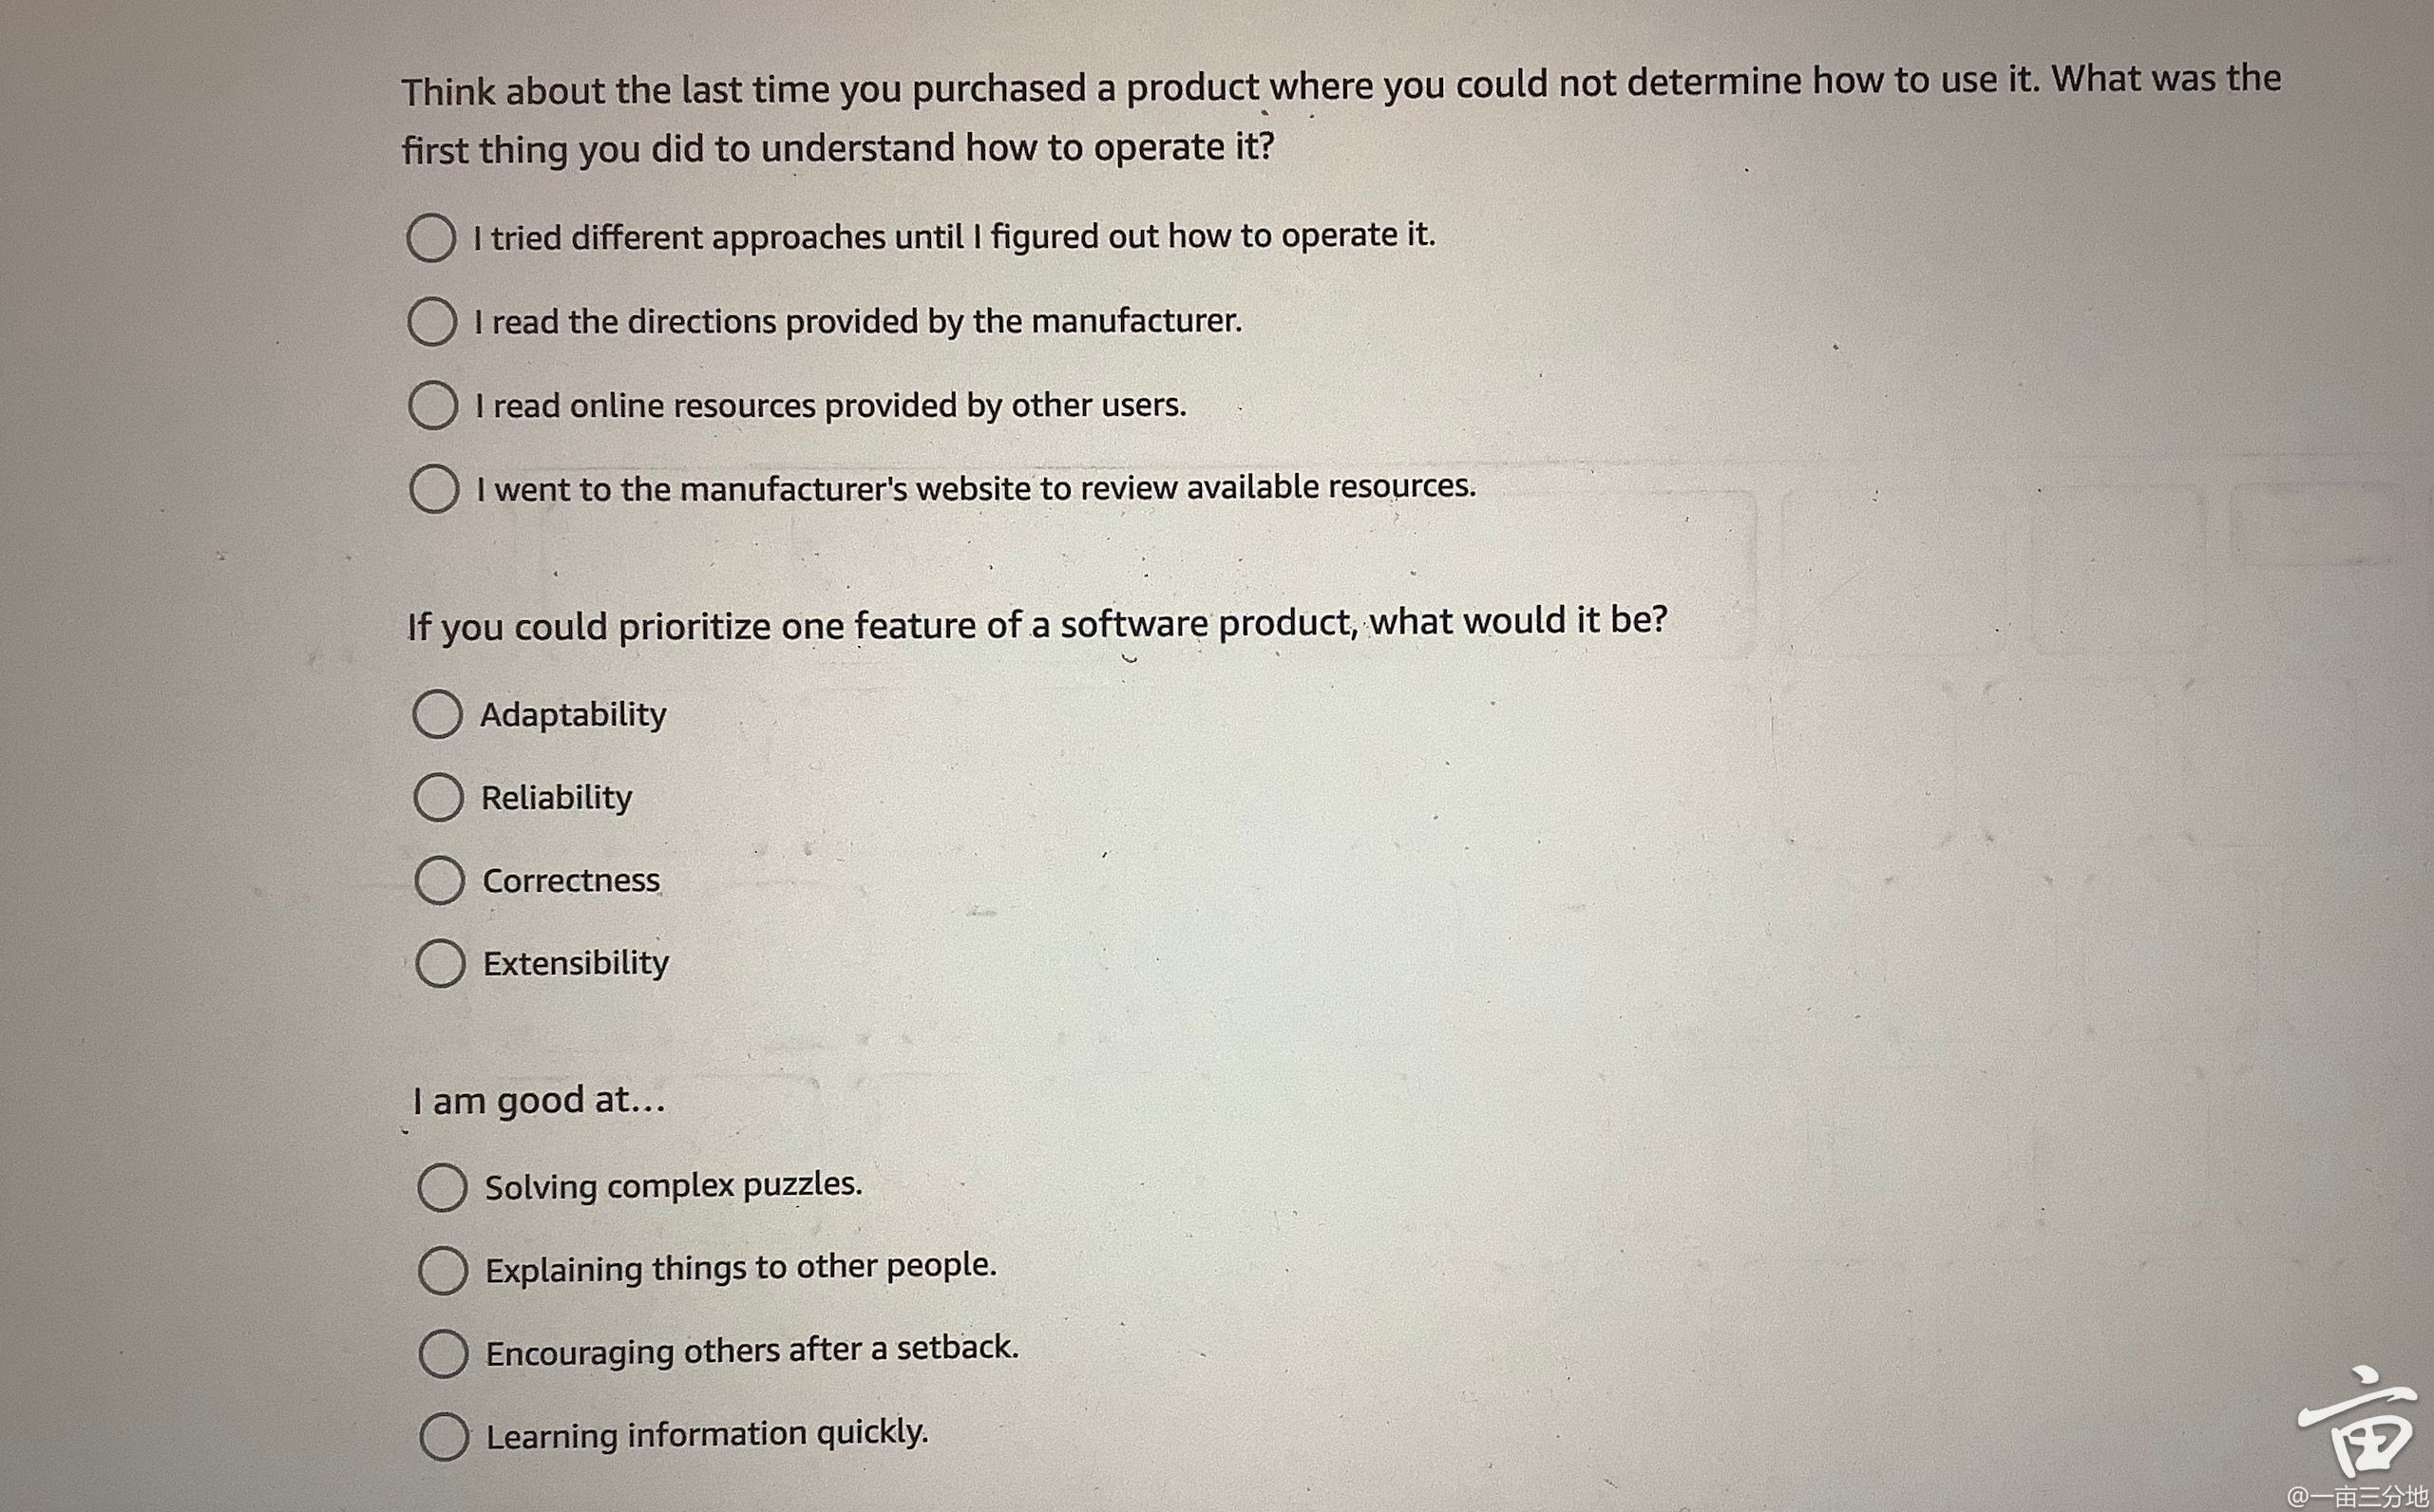 Think about the last time you purchased a product where you could not determine how to use it. What was the
first thing you did to understand how to operate it?
I tried different approaches until I figured out how to operate it.
I read the directions provided by the manufacturer.
I read online resources provided by other users.
I went to the manufacturer's website to review available resources.
If you could prioritize one feature of a software product, what would it be?
Adaptability
Reliability
Correctness
Extensibility
I am good at...
Solving complex puzzles.
Explaining things to other people.
Encouraging others after a setback.
Learning information quickly.
亩
@一亩三分地